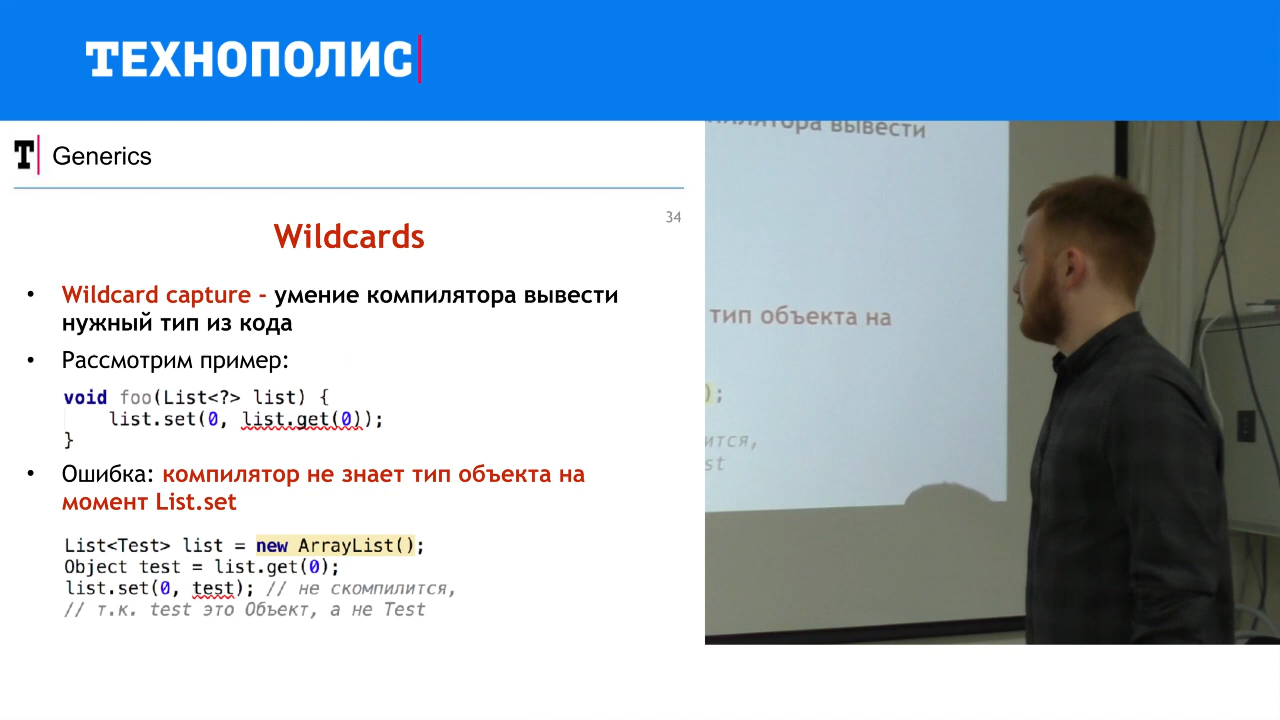 ТЕХНОПОЛИС
T Generics
34
Wildcards
• Wildcard capture - умение компилятора вывести
нужный тип из кода
• Рассмотрим пример:
void foo(List<?> list) {
list.set(0, list.get(0));
}
• Ошибка: компилятор не знает тип объекта на
момент List.set
List<Test> list = new ArrayList();
Object test = list.get(0);
list.set(0, test); // не скомпилится,
// т.к. test это Объект, а не Test
вывести
тип объекта на
);
ится,
st